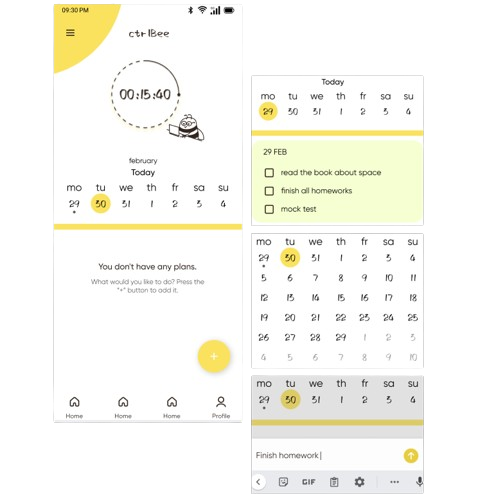 09:30 PM
ctrlBee
00:15:40
february
Today
mo tu we th fr sa su
29 30 31 1 2 3 4
You don't have any plans.
What would you like to do? Press the
"+" button to add it.
+
Home Home Home Profile
Today
mo tu we th fr sa su
29 30 31 1 2 3 4
29 FEB
read the book about space
finish all homeworks
mock test
mo tu we th fr sa su
29 30 31 1 2 3 4
5 6 7 8 9 10 11
12 13 14 15 16 17 18
19 20 21 22 23 24 25
26 27 28 29 1 2 3
4 5 6 7 8 9 10
mo tu we th fr sa su
29 30 31 1 2 3 4
Finish homework
GIF